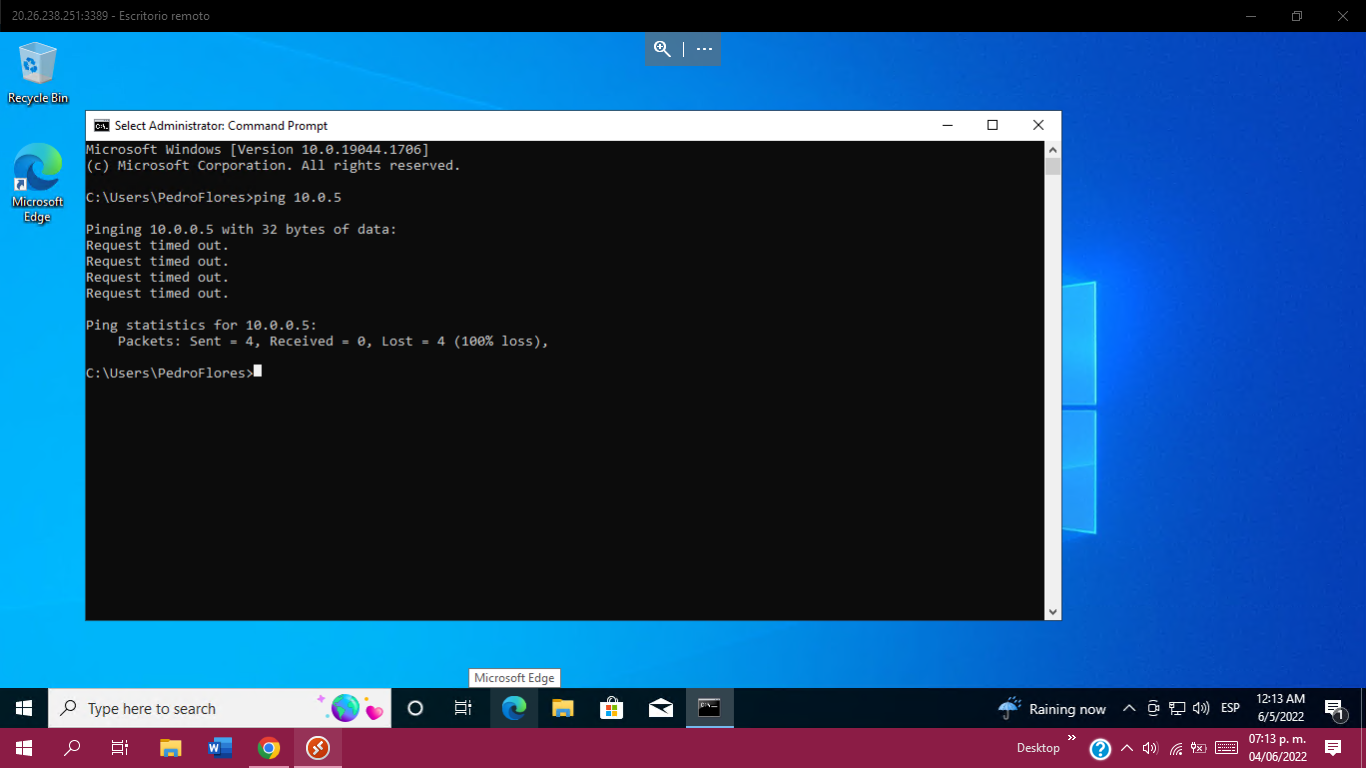 20.26.238.251:3389 - Escritorio remoto
Recycle Bin
Microsoft
Edge
Select Administrator: Command Prompt
Microsoft Windows [Version 10.0.19044.1706]
(c) Microsoft Corporation. All rights reserved.
C:\Users\PedroFlores>ping 10.0.5
Pinging 10.0.0.5 with 32 bytes of data:
Request timed out.
Request timed out.
Request timed out.
Request timed out.
Ping statistics for 10.0.0.5:
    Packets: Sent = 4, Received = 0, Lost = 4 (100% loss),
C:\Users\PedroFlores>
Microsoft Edge
Type here to search
Raining now
ESP
12:13 AM
6/5/2022
1
Desktop
07:13 p. m.
04/06/2022